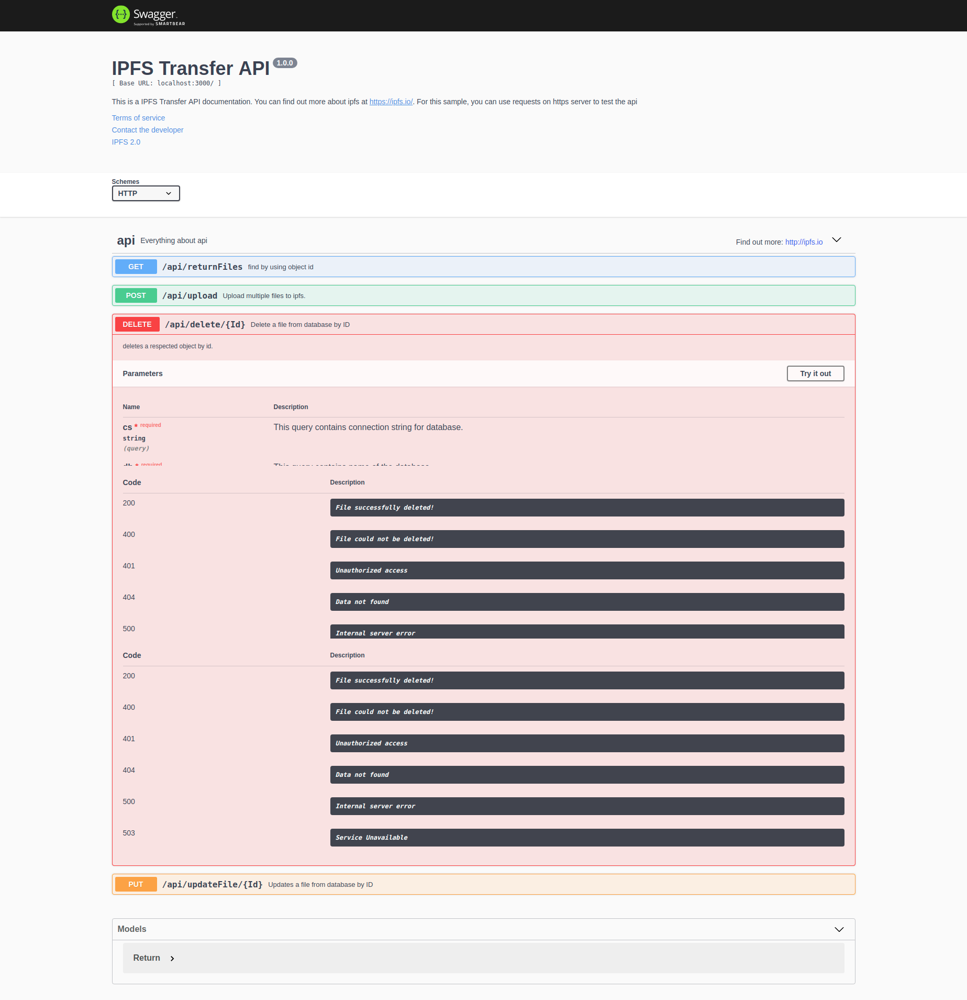 Swagger
Supported by SMARTBEAR
IPFS Transfer API 1.0.0
[ Base URL: localhost:3000/ ]
This is a IPFS Transfer API documentation. You can find out more about ipfs at https://ipfs.io/. For this sample, you can use requests on https server to test the api
Terms of service
Contact the developer
IPFS 2.0
Schemes
HTTP
api Everything about api Find out more: http://ipfs.io
GET /api/returnFiles find by using object id
POST /api/upload Upload multiple files to ipfs.
DELETE /api/delete/{Id} Delete a file from database by ID
deletes a respected object by id.
Parameters Try it out
Name Description
cs * required This query contains connection string for database.
string
(query)
db * required This query contains name of the database
Code Description
200 File successfully deleted!
400 File could not be deleted!
401 Unauthorized access
404 Data not found
500 Internal server error
Code Description
200 File successfully deleted!
400 File could not be deleted!
401 Unauthorized access
404 Data not found
500 Internal server error
503 Service Unavailable
PUT /api/updateFile/{Id} Updates a file from database by ID
Models
Return